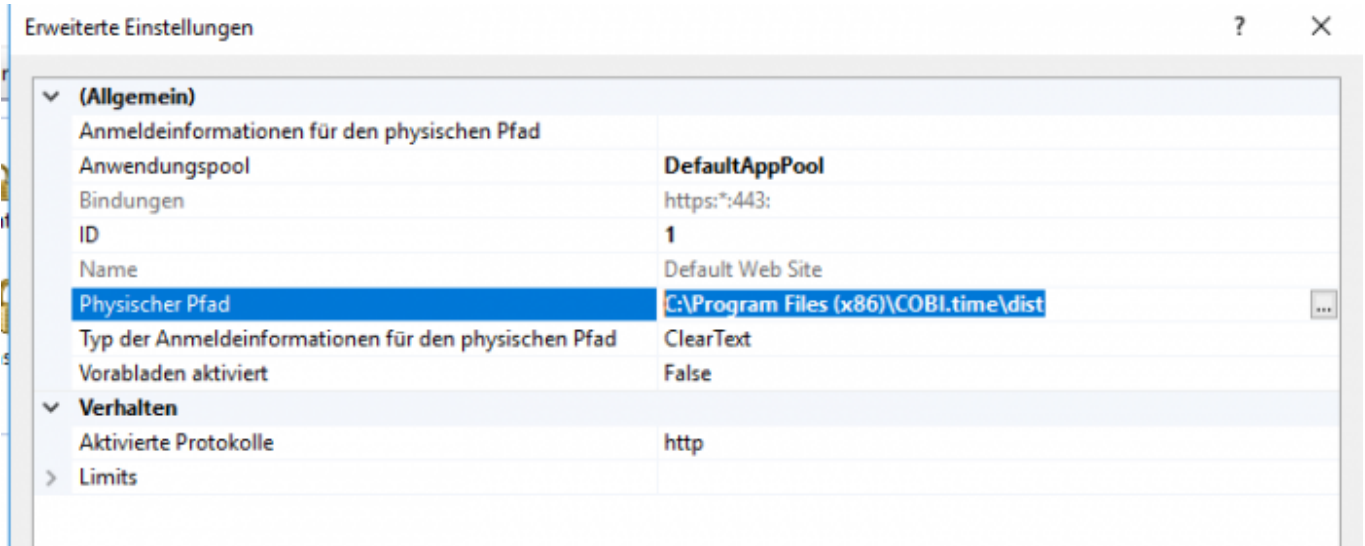 Erweiterte Einstellungen ?
(Allgemein)
Anmeldeinformationen für den physischen Pfad
Anwendungspool DefaultAppPool
Bindungen https:*:443:
ID 1
Name Default Web Site
Physischer Pfad C:\Program Files (x86)\COBI.time\dist ...
Typ der Anmeldeinformationen für den physischen Pfad ClearText
Vorabladen aktiviert False
Verhalten
Aktivierte Protokolle http
Limits